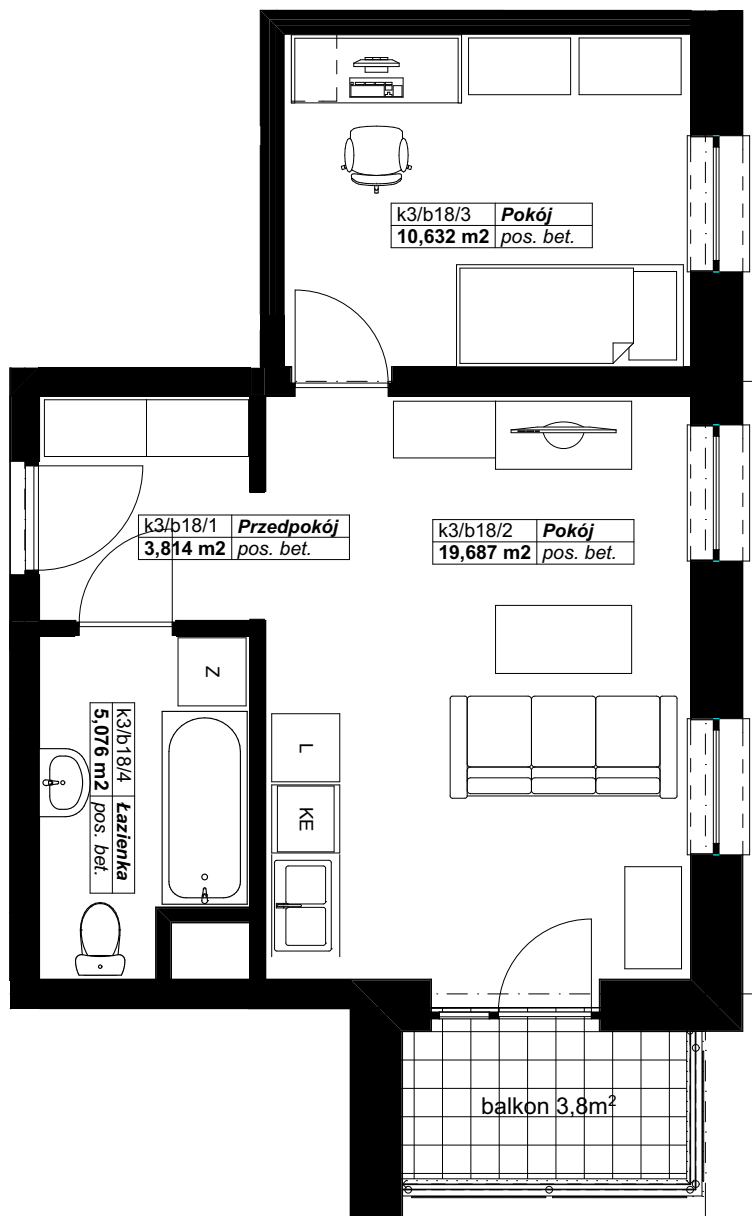 k3/b18/3 Pokój
10,632 m2 pos. bet.
k3/b18/1 Przedpokój
3,814 m2 pos. bet.
k3/b18/2 Pokój
19,687 m2 pos. bet.
Z
k3/b18/4 Łazienka
5,076 m2 pos. bet.
L
KE
balkon 3,8m²